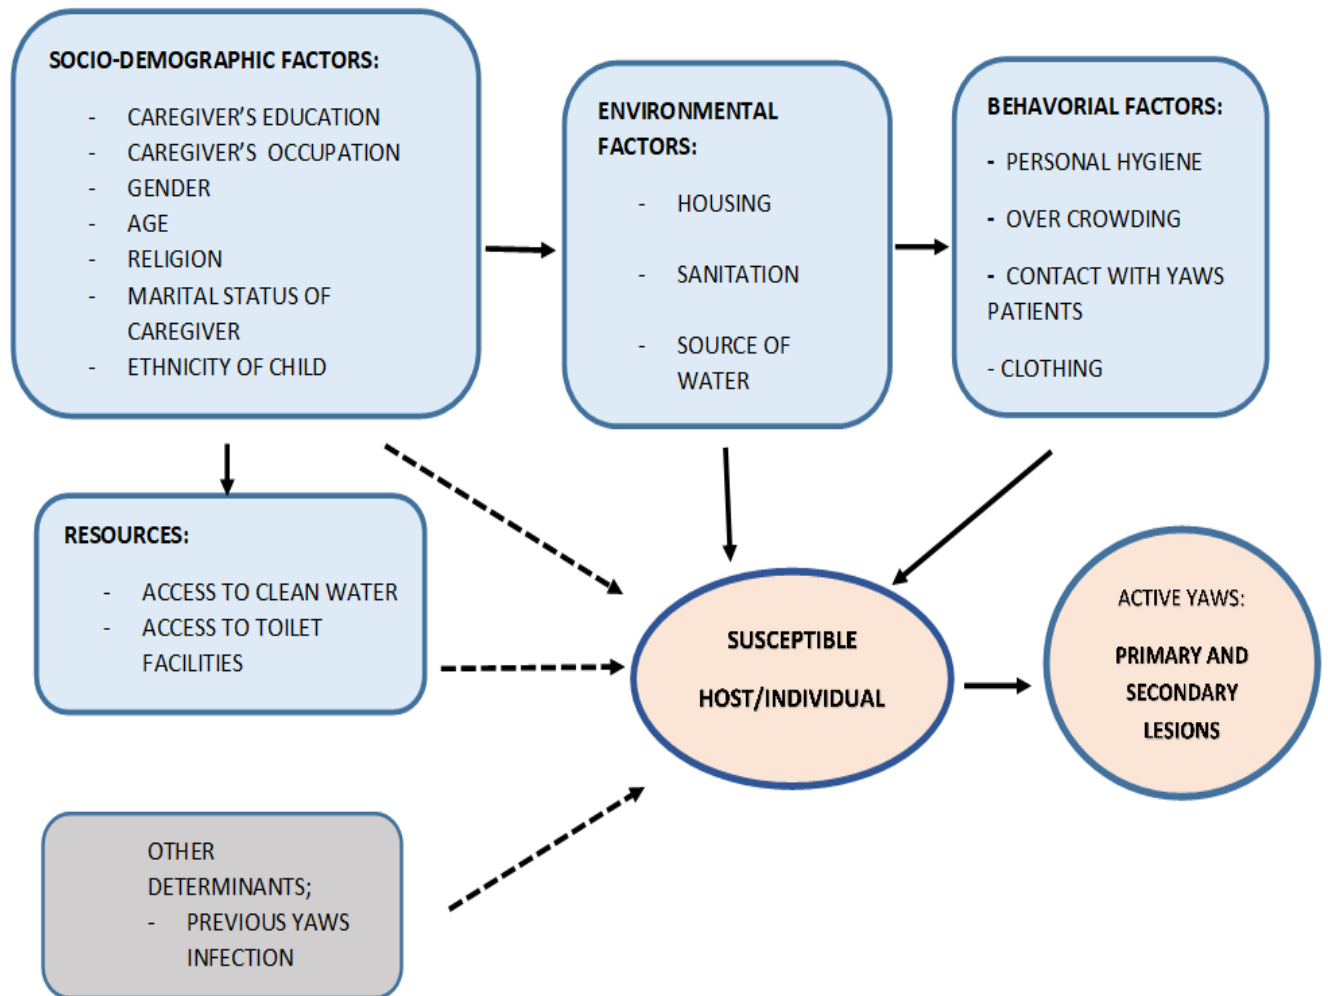 SOCIO-DEMOGRAPHIC FACTORS:
- CAREGIVER'S EDUCATION
- CAREGIVER'S OCCUPATION
- GENDER
- AGE
- RELIGION
- MARITAL STATUS OF
CAREGIVER
- ETHNICITY OF CHILD
ENVIRONMENTAL
FACTORS:
- HOUSING
- SANITATION
- SOURCE OF
WATER
BEHAVORIAL FACTORS:
- PERSONAL HYGIENE
- OVER CROWDING
- CONTACT WITH YAWS
PATIENTS
- CLOTHING
RESOURCES:
- ACCESS TO CLEAN WATER
- ACCESS TO TOILET
FACILITIES
SUSCEPTIBLE
HOST/INDIVIDUAL
ACTIVE YAWS:
PRIMARY AND
SECONDARY
LESIONS
OTHER
DETERMINANTS;
- PREVIOUS YAWS
INFECTION